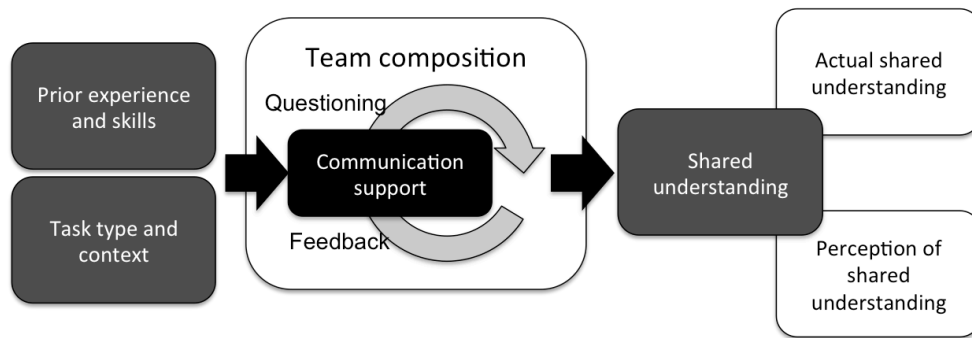 Prior experience
and skills
Task type and
context
Team composition
Questioning
Communication
support
Feedback
Shared
understanding
Actual shared
understanding
Perception of
shared
understanding